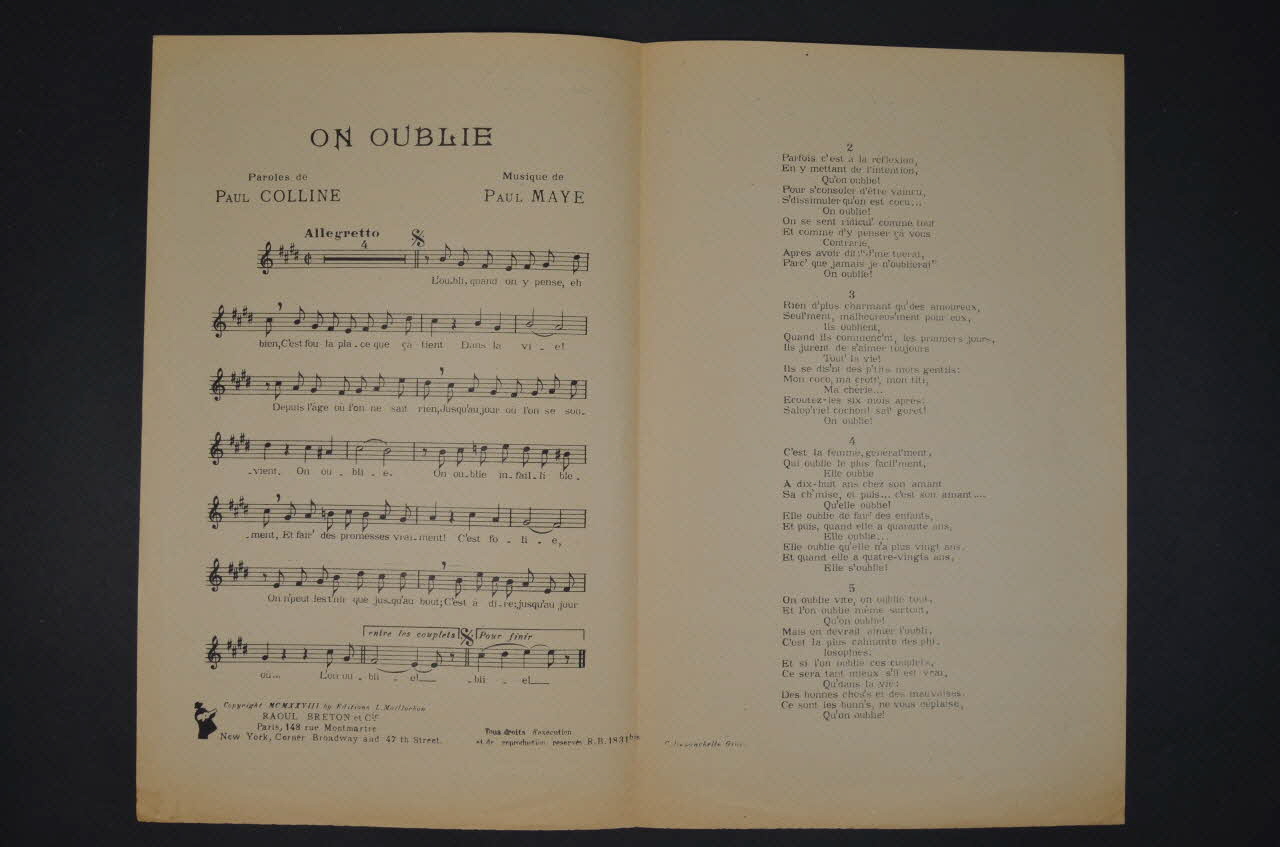 ON OUBLIE
Paroles de
PAUL COLLINE
Musique de
PAUL MAYE
Allegretto
4
L'ou.bli, quand on y pense, eh
bien, C'est fou la pla.ce que ça tient Dans la vi.e!
Depuis l'âge où l'on ne sait rien, Jusqu'au jour où l'on se sou.
.vient. On ou.bli.e. On ou.blie in.fail.li ble.
.ment, Et fair' des promesses vrai.ment! C'est fo.li.e,
On n'peut les t'nir que jus.qu'au bout; C'est à dire: jusqu'au jour
entre les couplets Pour finir
où... L'on ou.bli.e! .bli.e!
Copyright MCMXXVIII by Editions L. Maillochon
RAOUL BRETON et Cie
Paris, 148 rue Montmartre
New York, Corner Broadway and 47 th Street.
Tous droits d'exécution
et de reproduction réservés R.B. 1831 bis
2
Parfois c'est à la réflexion,
En y mettant de l'intention,
Qu'on oublie!
Pour s'consoler d'être vaincu,
S'dissimuler qu'on est cocu...
On oublie!
On se sent ridicul' comme tout
Et comme d'y penser ça vous
Contrarie,
Après avoir dit: "J'me tuerai,
Parc' que jamais je n'oublierai"
On oublie!
3
Rien d'plus charmant qu'des amoureux,
Seul'ment, malheureus'ment pour eux,
Ils oublient,
Quand ils commenc'nt, les premiers jours,
Ils jurent de s'aimer toujours
Tout' la vie!
Ils se dis'nt des p'tits mots gentils:
Mon coco, ma crott', mon titi,
Ma chérie...
Ecoutez-les six mois après:
Salop'rie! cochon! sal' goret!
On oublie!
4
C'est la femme, général'ment,
Qui oublie le plus facil'ment,
Elle oublie
A dix-huit ans chez son amant
Sa ch'mise, et puis... c'est son amant....
Qu'elle oublie!
Elle oublie de fair' des enfants,
Et puis, quand elle a quarante ans,
Elle oublie...
Elle oublie qu'elle n'a plus vingt ans.
Et quand elle a quatre-vingts ans,
Elle s'oublie!
5
On oublie vite, on oublie tout,
Et l'on oublie même surtout,
Qu'on oublie!
Mais on devrait aimer l'oubli,
C'est la plus calmante des phi.
losophies.
Et si l'on oublie ces couplets,
Ce sera tant mieux s'il est vrai,
Qu'dans la vie:
Des bonnes chos's et des mauvaises.
Ce sont les bonn's, ne vous déplaise,
Qu'on oublie!